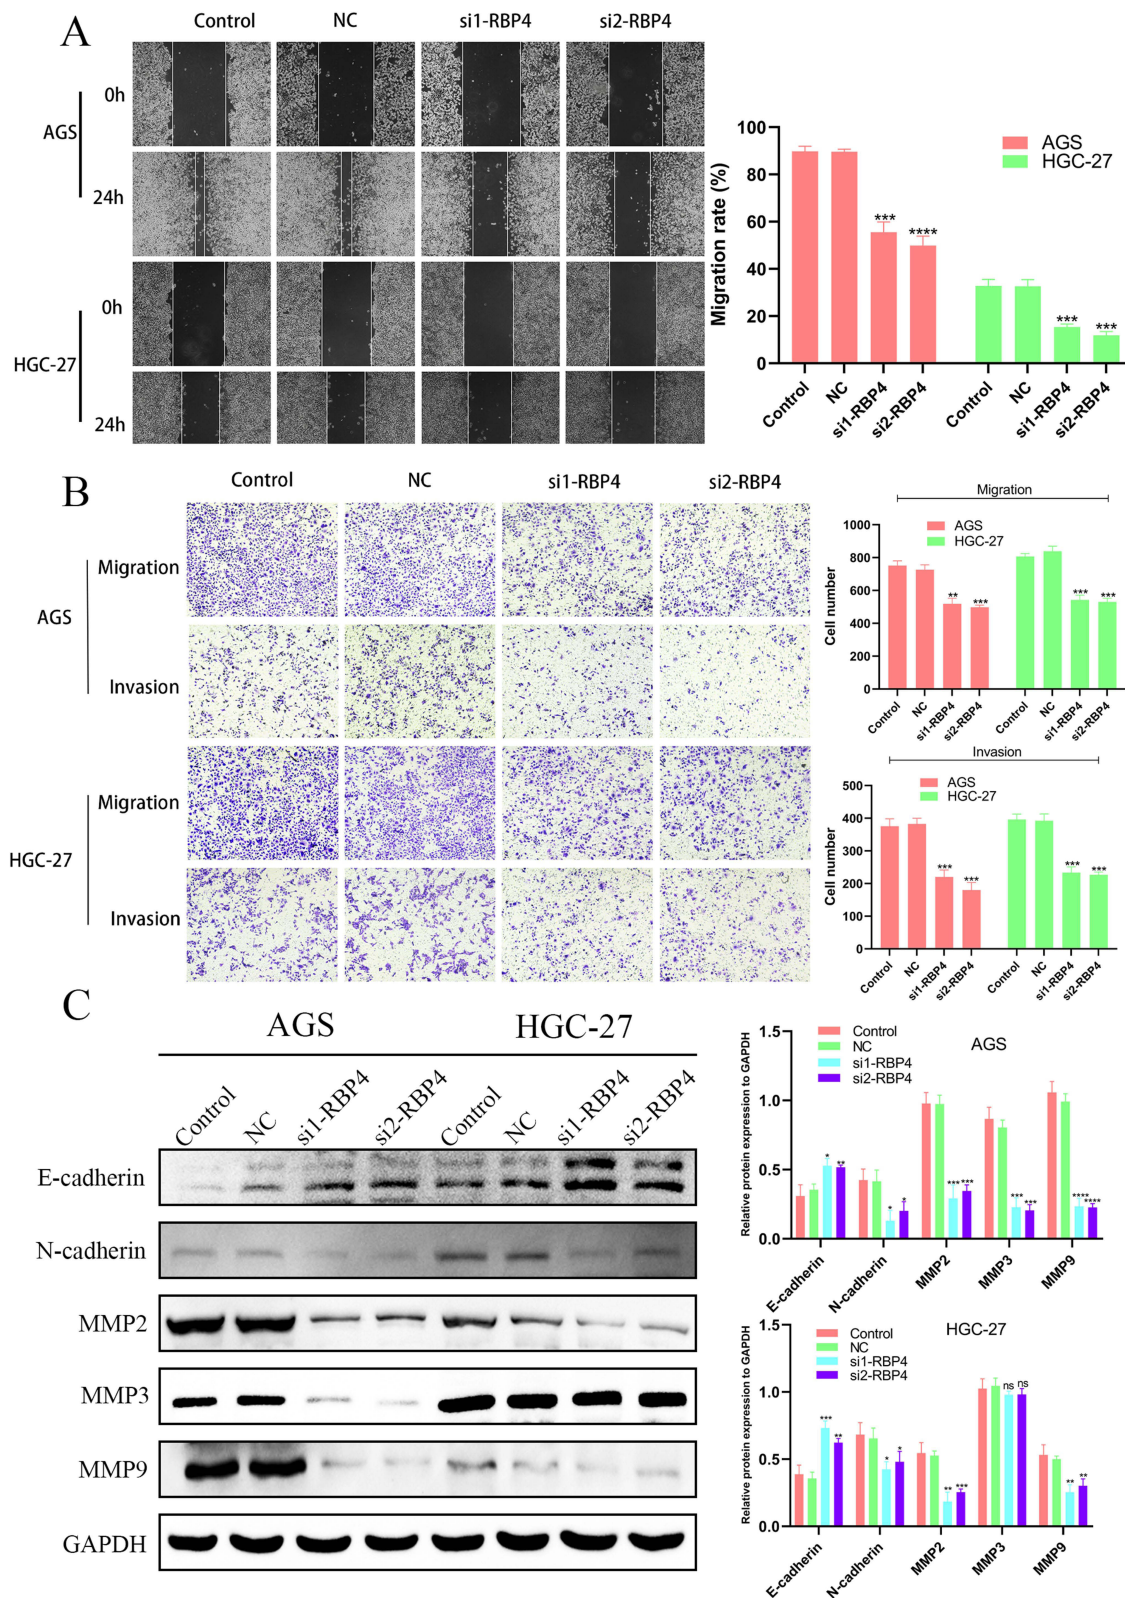 A
Control NC si1-RBP4 si2-RBP4
0h
AGS
24h
0h
HGC-27
24h
Migration rate (%)
100
80
60
40
20
0
AGS
HGC-27
*** **** *** ***
Control NC si1-RBP4 si2-RBP4 Control NC si1-RBP4 si2-RBP4
B
Control NC si1-RBP4 si2-RBP4
Migration
AGS
Invasion
Migration
HGC-27
Invasion
Migration
Cell number
1000
800
600
400
200
0
AGS
HGC-27
** *** *** ***
Control NC si1-RBP4 si2-RBP4 Control NC si1-RBP4 si2-RBP4
Invasion
Cell number
500
400
300
200
100
0
AGS
HGC-27
*** *** *** ***
Control NC si1-RBP4 si2-RBP4 Control NC si1-RBP4 si2-RBP4
C
AGS HGC-27
Control NC si1-RBP4 si2-RBP4 Control NC si1-RBP4 si2-RBP4
E-cadherin
N-cadherin
MMP2
MMP3
MMP9
GAPDH
AGS
Relative protein expression to GAPDH
1.5
1.0
0.5
0.0
Control
NC
si1-RBP4
si2-RBP4
* ** * * *** *** *** *** **** ****
E-cadherin N-cadherin MMP2 MMP3 MMP9
HGC-27
Relative protein expression to GAPDH
1.5
1.0
0.5
0.0
Control
NC
si1-RBP4
si2-RBP4
*** ** * * ** *** ns ns ** **
E-cadherin N-cadherin MMP2 MMP3 MMP9